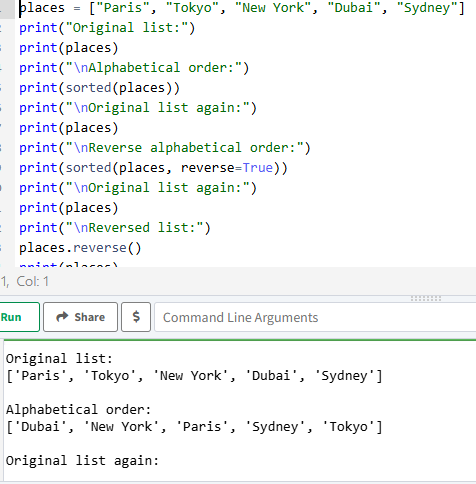 places = ["Paris", "Tokyo", "New York", "Dubai", "Sydney"]
print("Original list:")
print(places)
print("\nAlphabetical order:")
print(sorted(places))
print("\nOriginal list again:")
print(places)
print("\nReverse alphabetical order:")
print(sorted(places, reverse=True))
print("\nOriginal list again:")
print(places)
print("\nReversed list:")
places.reverse()
print(places)
1, Col: 1
Run Share $ Command Line Arguments
Original list:
['Paris', 'Tokyo', 'New York', 'Dubai', 'Sydney']
Alphabetical order:
['Dubai', 'New York', 'Paris', 'Sydney', 'Tokyo']
Original list again: